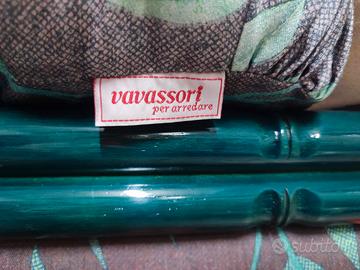 vavassori
per arredare
subito